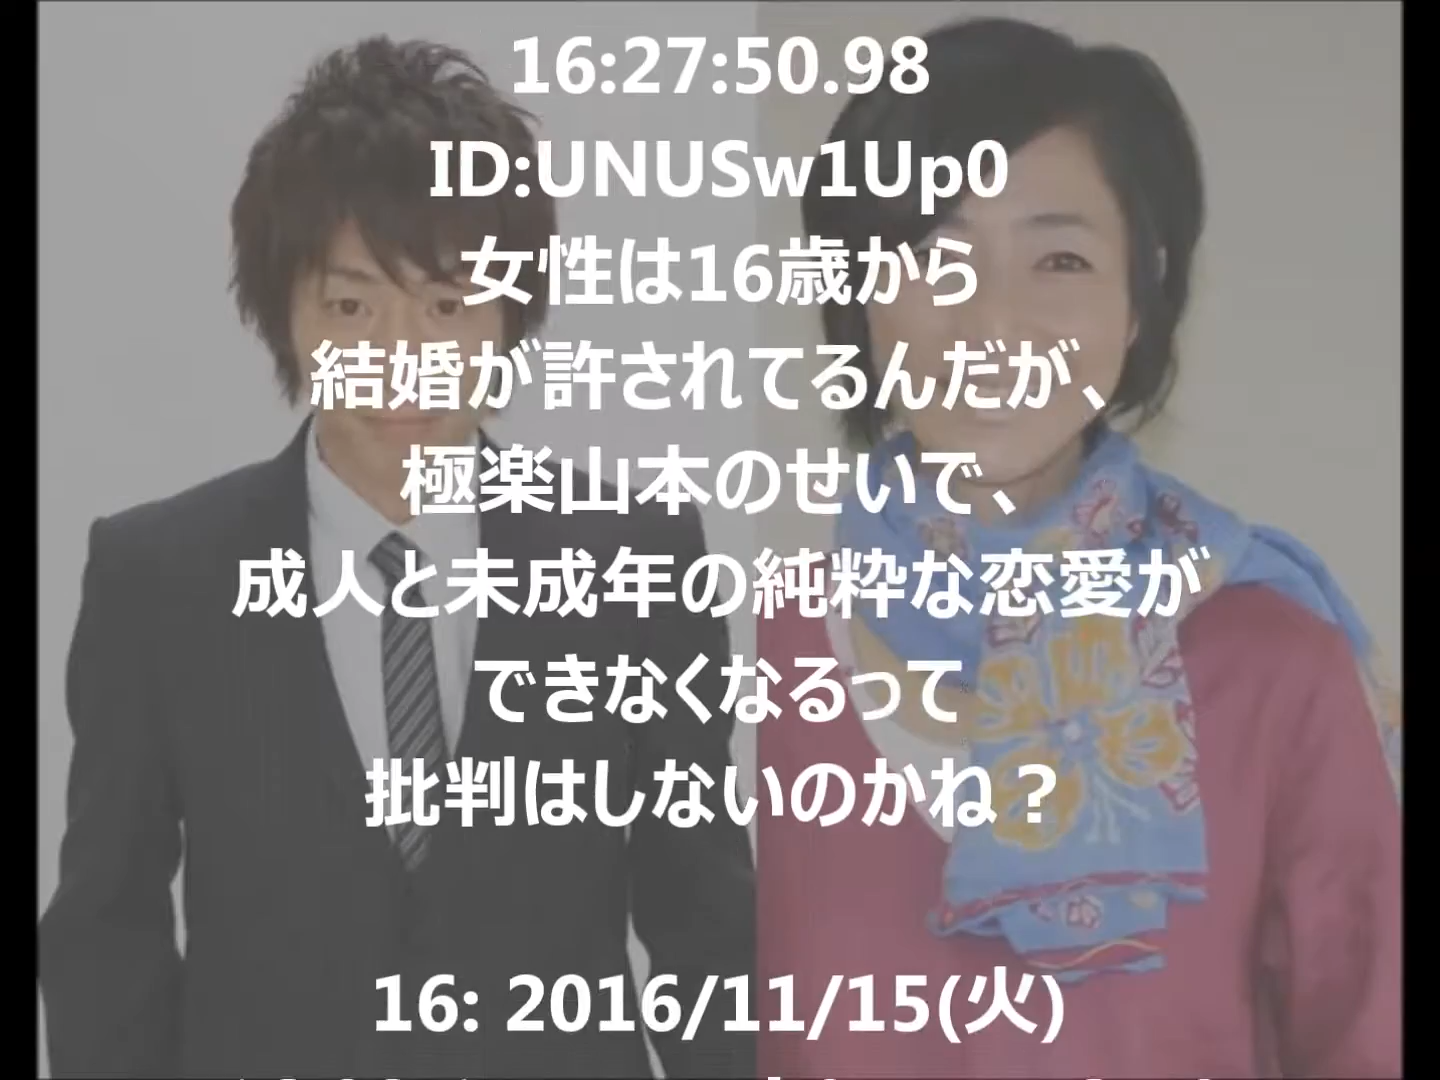 16:27:50.98
ID:UNUSw1Up0
女性は16歳から
結婚が許されてるんだが、
極楽山本のせいで、
成人と未成年の純粋な恋愛が
できなくなるって
批判はしないのかね？
16: 2016/11/15(火)